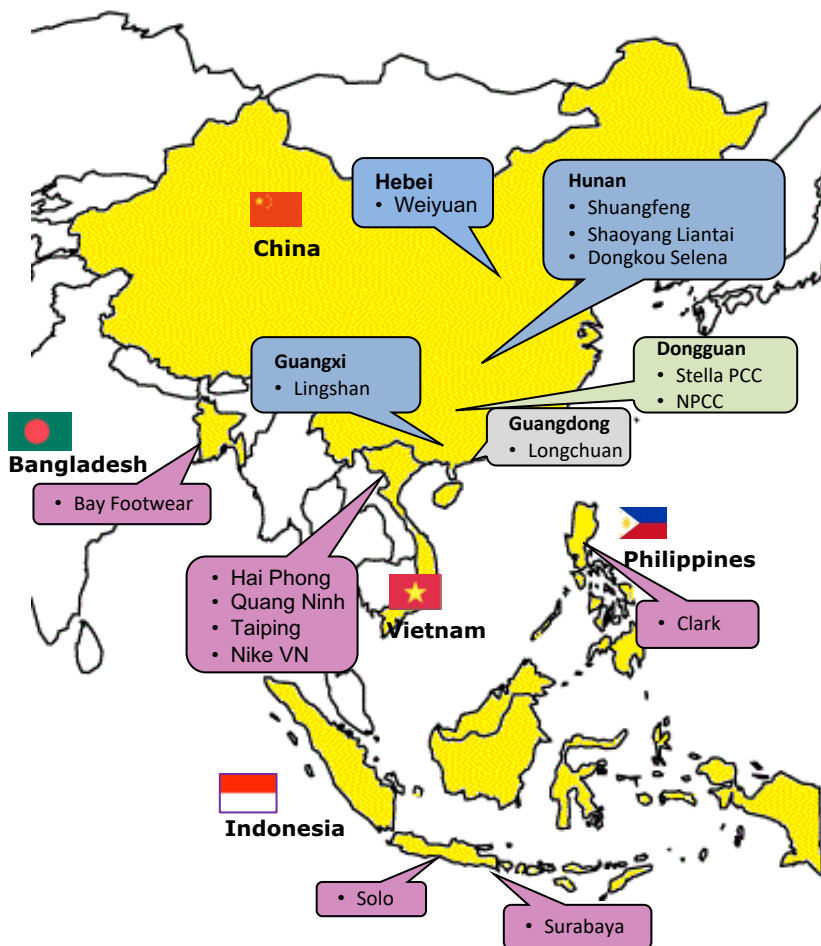 Hebei
• Weiyuan
Hunan
• Shuangfeng
• Shaoyang Liantai
• Dongkou Selena
China
Guangxi
• Lingshan
Dongguan
• Stella PCC
• NPCC
Guangdong
• Longchuan
Bangladesh
• Bay Footwear
• Hai Phong
• Quang Ninh
• Taiping
• Nike VN
Vietnam
Philippines
• Clark
Indonesia
• Solo
• Surabaya